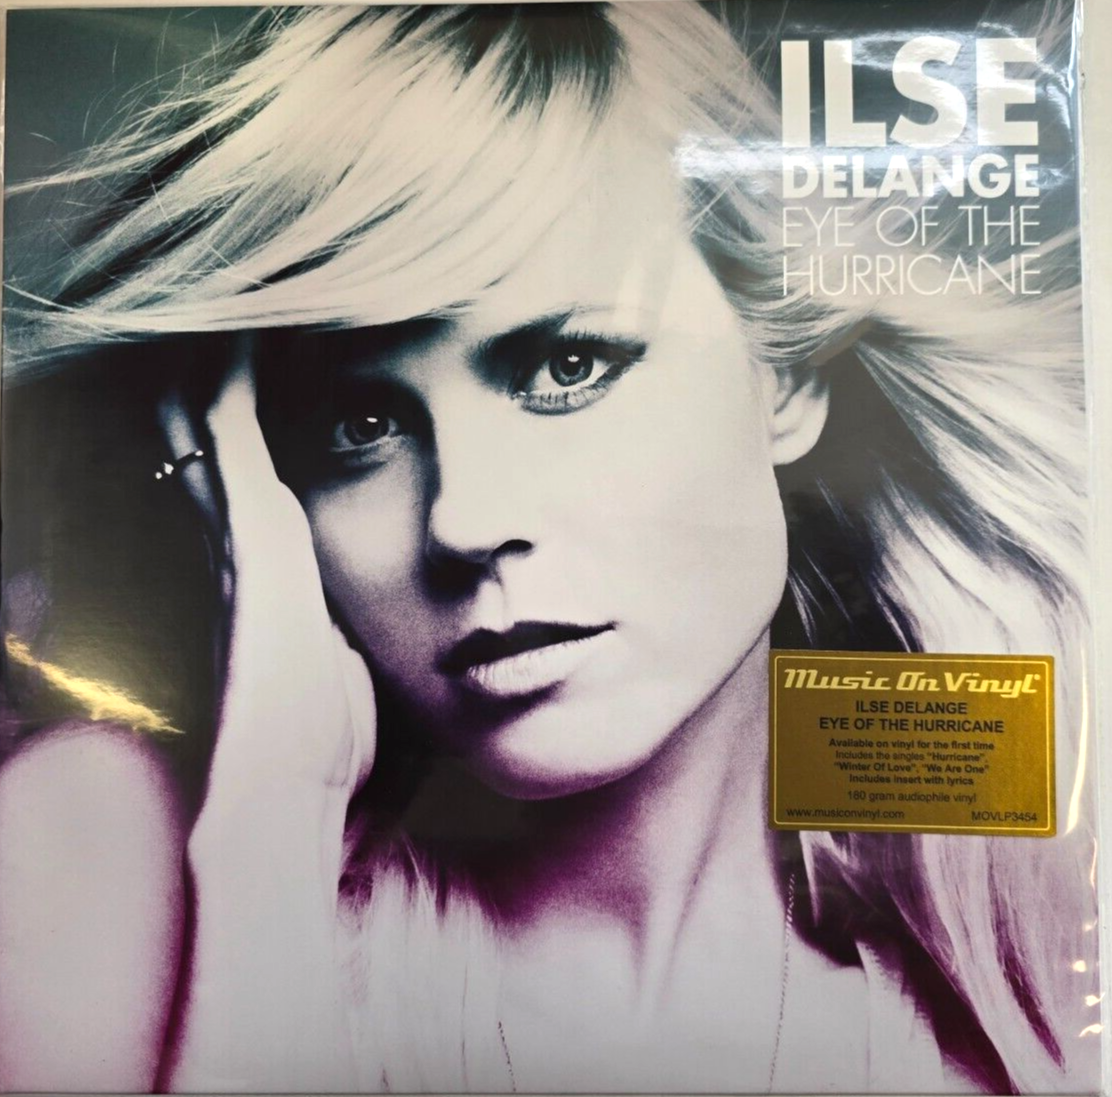 ILSE
DELANGE
EYE OF THE
HURRICANE
Music On Vinyl
ILSE DELANGE
EYE OF THE HURRICANE
Available on vinyl for the first time
Includes the singles "Hurricane",
"Winter Of Love", "We Are One"
Includes insert with lyrics
180 gram audiophile vinyl
www.musiconvinyl.com MOVLP3454